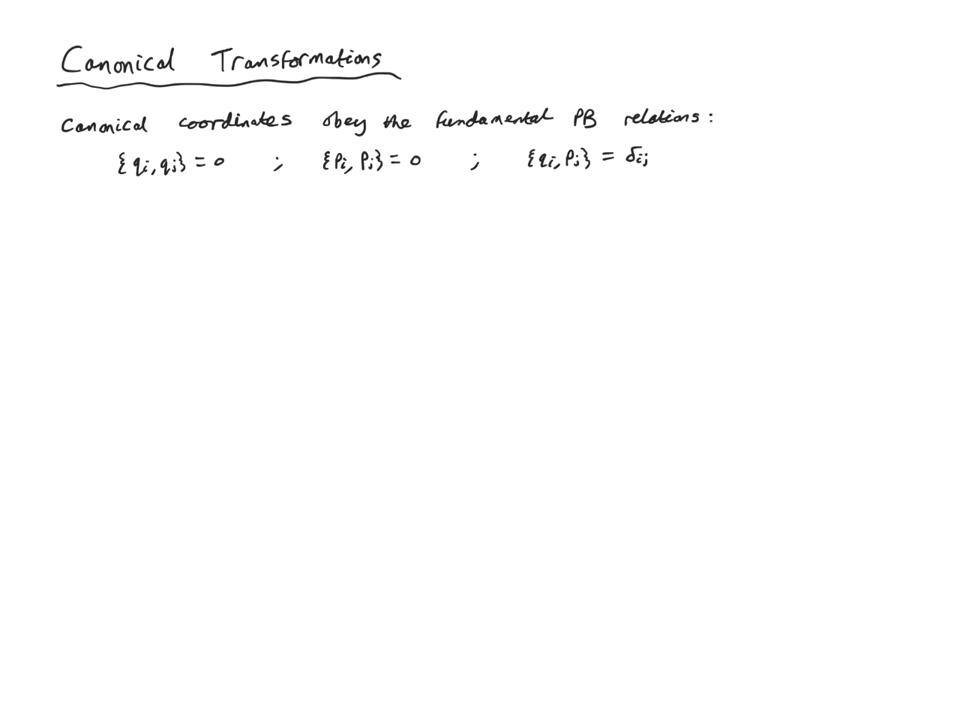 Canonical Transformations
Canonical coordinates obey the fundamental PB relations:
{qi, qj} = 0 ; {Pi, Pj} = 0 ; {qi, Pj} = δij